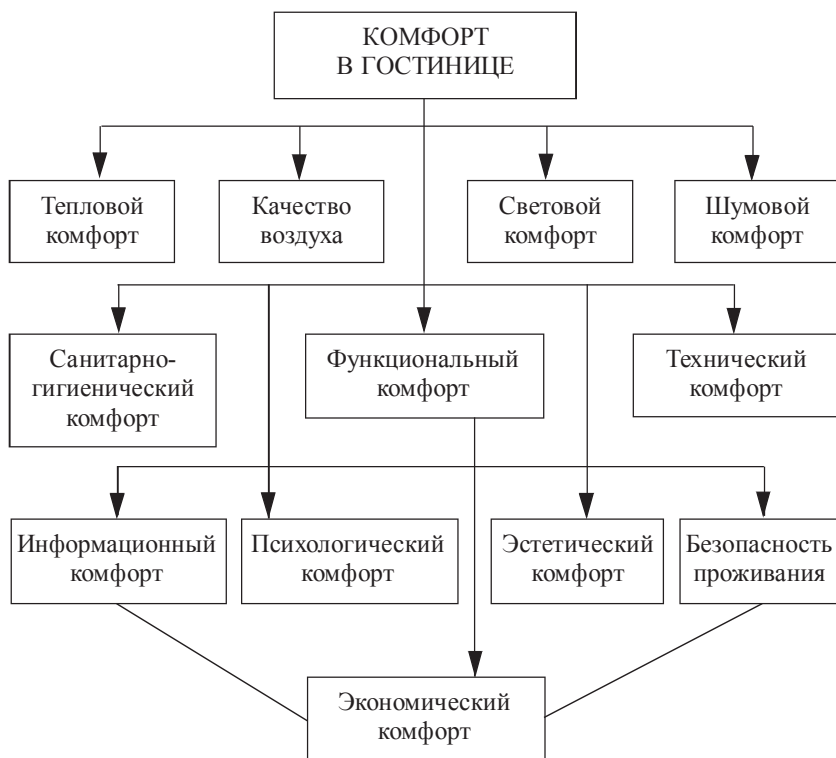 КОМФОРТ
В ГОСТИНИЦЕ
Тепловой
комфорт
Качество
воздуха
Световой
комфорт
Шумовой
комфорт
Санитарно-
гигиенический
комфорт
Функциональный
комфорт
Технический
комфорт
Информационный
комфорт
Психологический
комфорт
Эстетический
комфорт
Безопасность
проживания
Экономический
комфорт